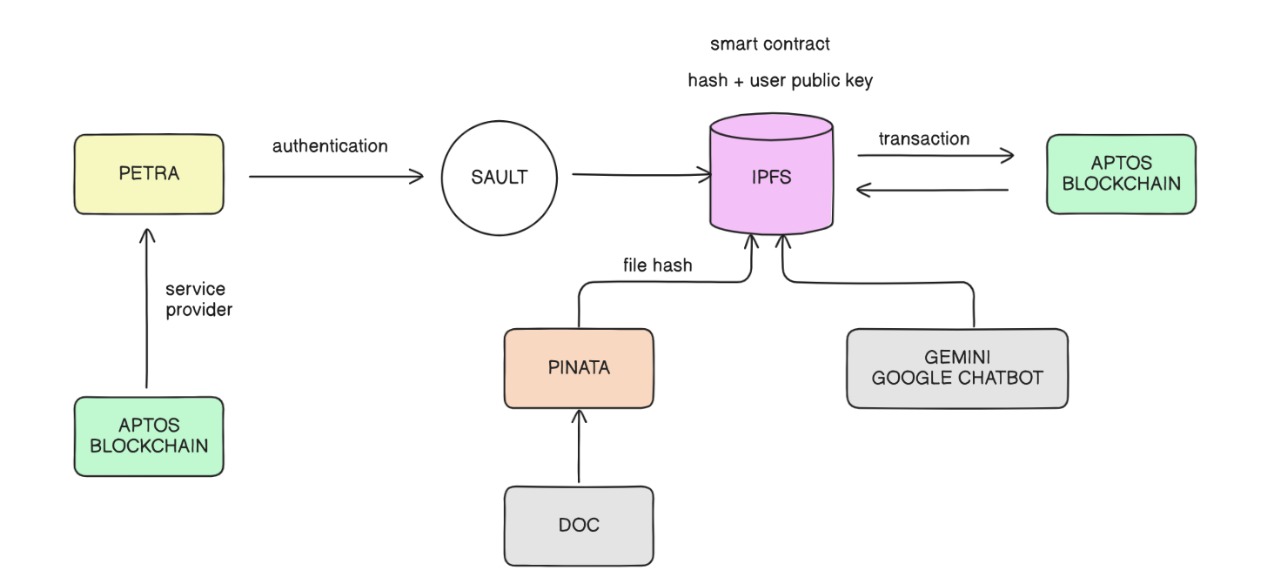 smart contract
hash + user public key
PETRA
authentication
SAULT
IPFS
transaction
APTOS
BLOCKCHAIN
service
provider
file hash
PINATA
GEMINI
GOOGLE CHATBOT
APTOS
BLOCKCHAIN
DOC